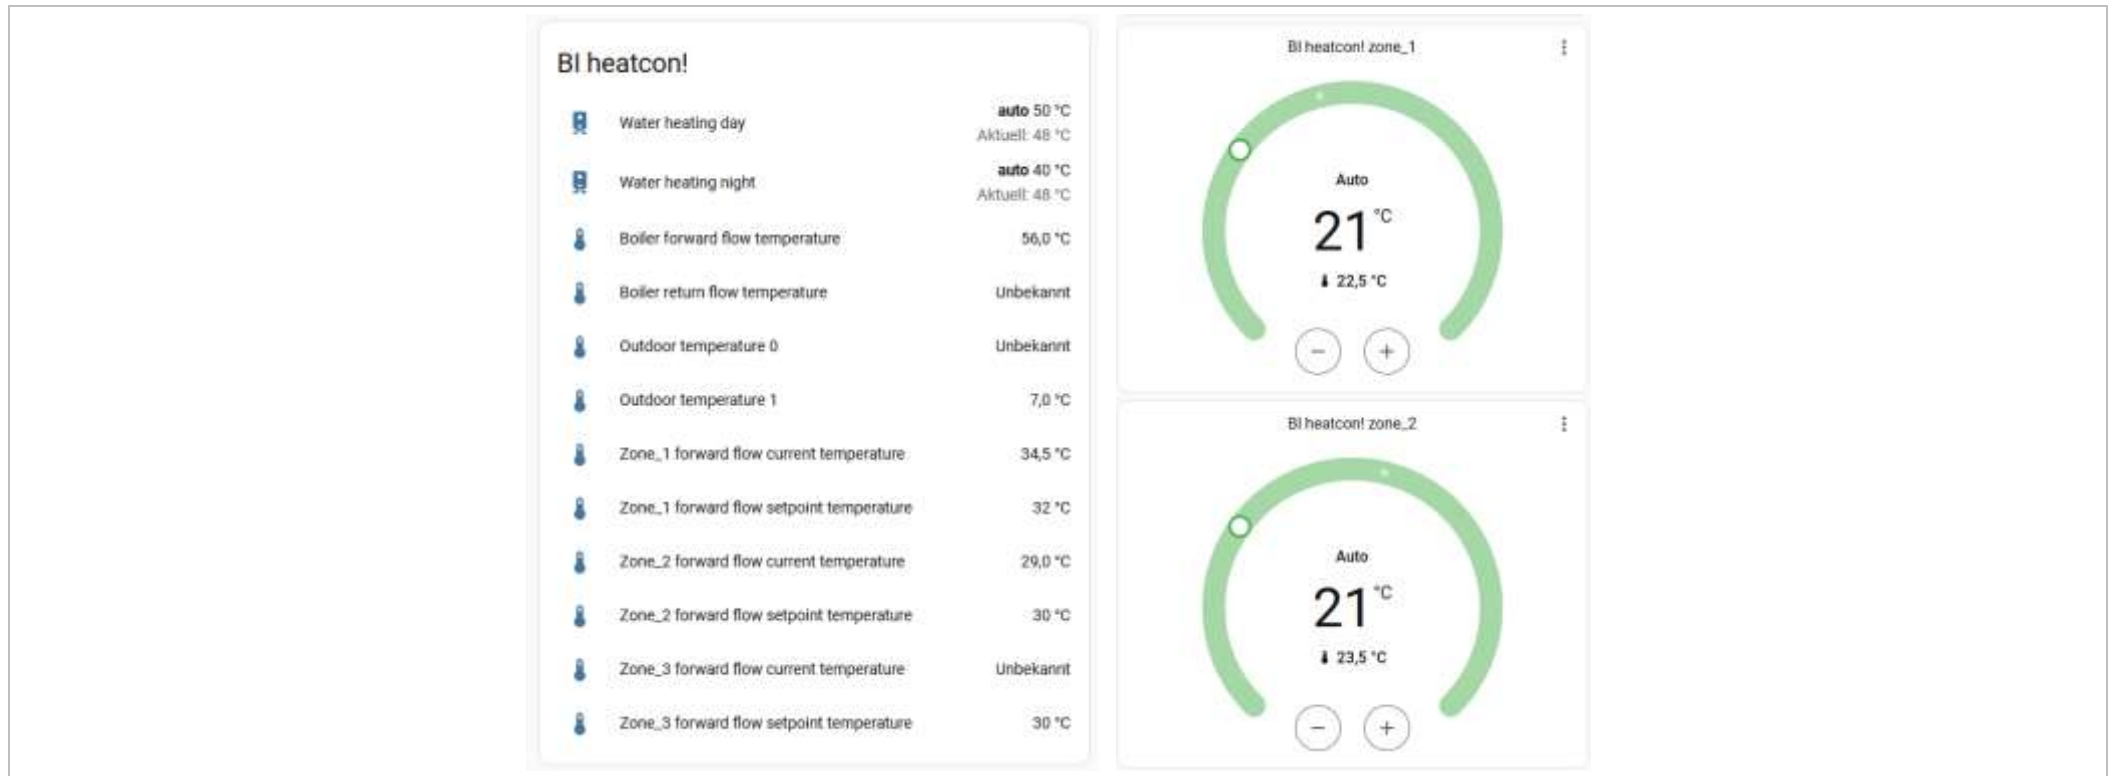 BI heatcon!
Water heating day
auto 50 °C
Aktuell: 48 °C
Water heating night
auto 40 °C
Aktuell: 48 °C
Boiler forward flow temperature 56,0 °C
Boiler return flow temperature Unbekannt
Outdoor temperature 0 Unbekannt
Outdoor temperature 1 7,0 °C
Zone_1 forward flow current temperature 34,5 °C
Zone_1 forward flow setpoint temperature 32 °C
Zone_2 forward flow current temperature 29,0 °C
Zone_2 forward flow setpoint temperature 30 °C
Zone_3 forward flow current temperature Unbekannt
Zone_3 forward flow setpoint temperature 30 °C
BI heatcon! zone_1
Auto
21 °C
22,5 °C
− +
BI heatcon! zone_2
Auto
21 °C
23,5 °C
− +